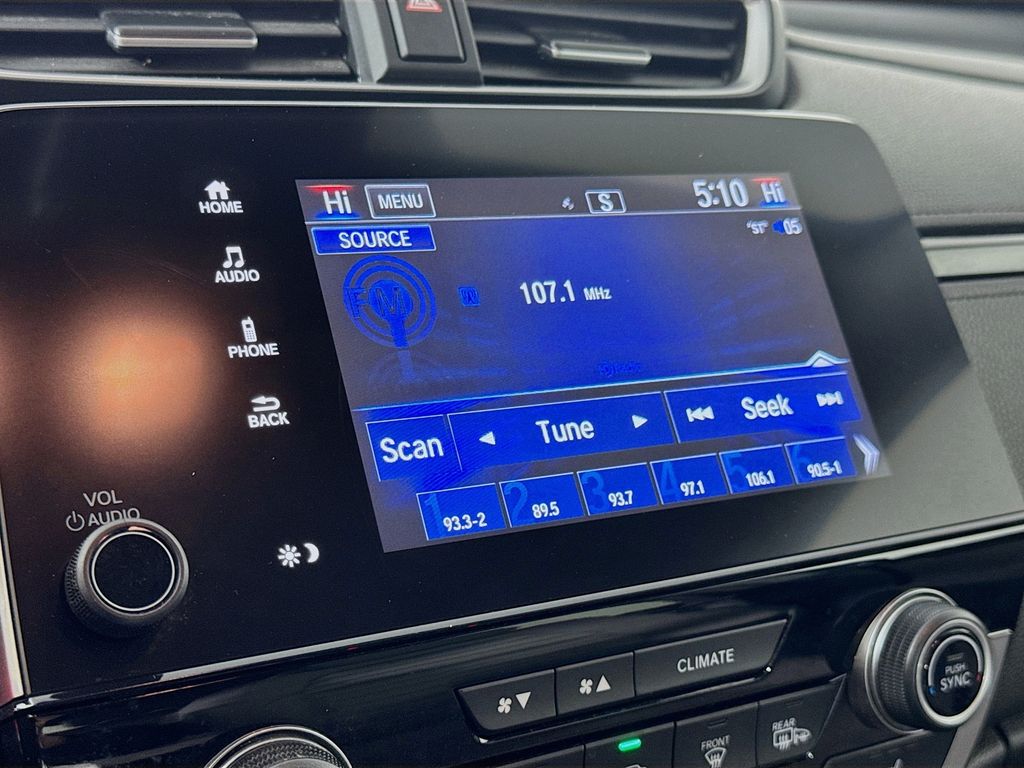 HOME
AUDIO
PHONE
BACK
VOL
AUDIO
Hi MENU S 5:10 Hi
SOURCE "ST" 05
FM 107.1 MHz
Scan Tune Seek
1 93.3-2 2 89.5 3 93.7 4 97.1 5 106.1 6 90.5-1
CLIMATE
PUSH
SYNC
FRONT
REAR